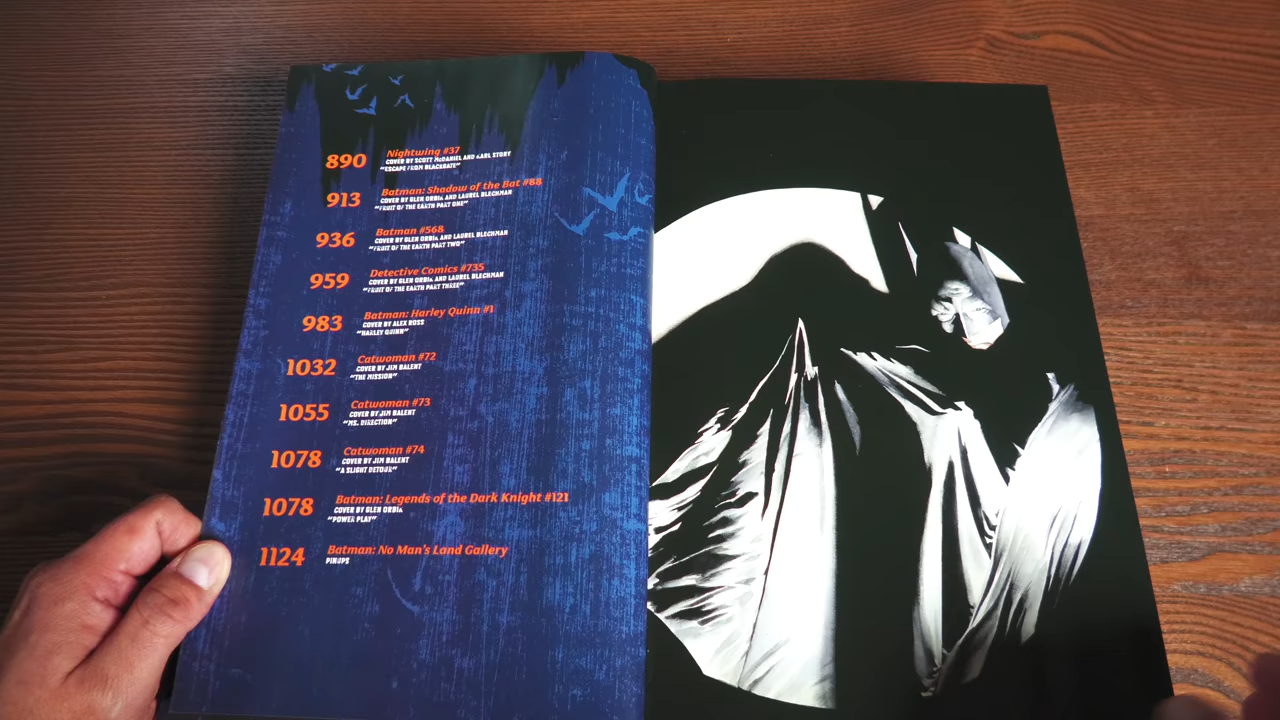 890 Nightwing #37
COVER BY SCOTT McDANIEL AND KARL STORY
"ESCAPE FROM BLACKGATE"
913 Batman: Shadow of the Bat #88
COVER BY GLEN ORBIK AND LAUREL BLECHMAN
"FRUIT OF THE EARTH PART ONE"
936 Batman #568
COVER BY GLEN ORBIK AND LAUREL BLECHMAN
"FRUIT OF THE EARTH PART TWO"
959 Detective Comics #735
COVER BY GLEN ORBIK AND LAUREL BLECHMAN
"FRUIT OF THE EARTH PART THREE"
983 Batman: Harley Quinn #1
COVER BY ALEX ROSS
"HARLEY QUINN"
1032 Catwoman #72
COVER BY JIM BALENT
"THE MISSION"
1055 Catwoman #73
COVER BY JIM BALENT
"MS. DIRECTION"
1078 Catwoman #74
COVER BY JIM BALENT
"A SLIGHT DETOUR"
1078 Batman: Legends of the Dark Knight #121
COVER BY GLEN ORBIK
"POWER PLAY"
1124 Batman: No Man's Land Gallery
PINUPS